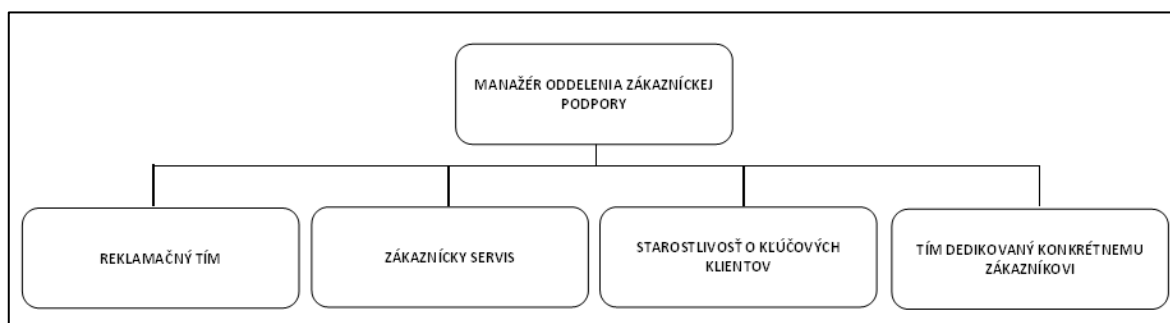 MANAŽÉR ODDELENIA ZÁKAZNÍCKEJ
PODPORY
REKLAMAČNÝ TÍM
ZÁKAZNÍCKY SERVIS
STAROSTLIVOSŤ O KĽÚČOVÝCH
KLIENTOV
TÍM DEDIKOVANÝ KONKRÉTNEMU
ZÁKAZNÍKOVI